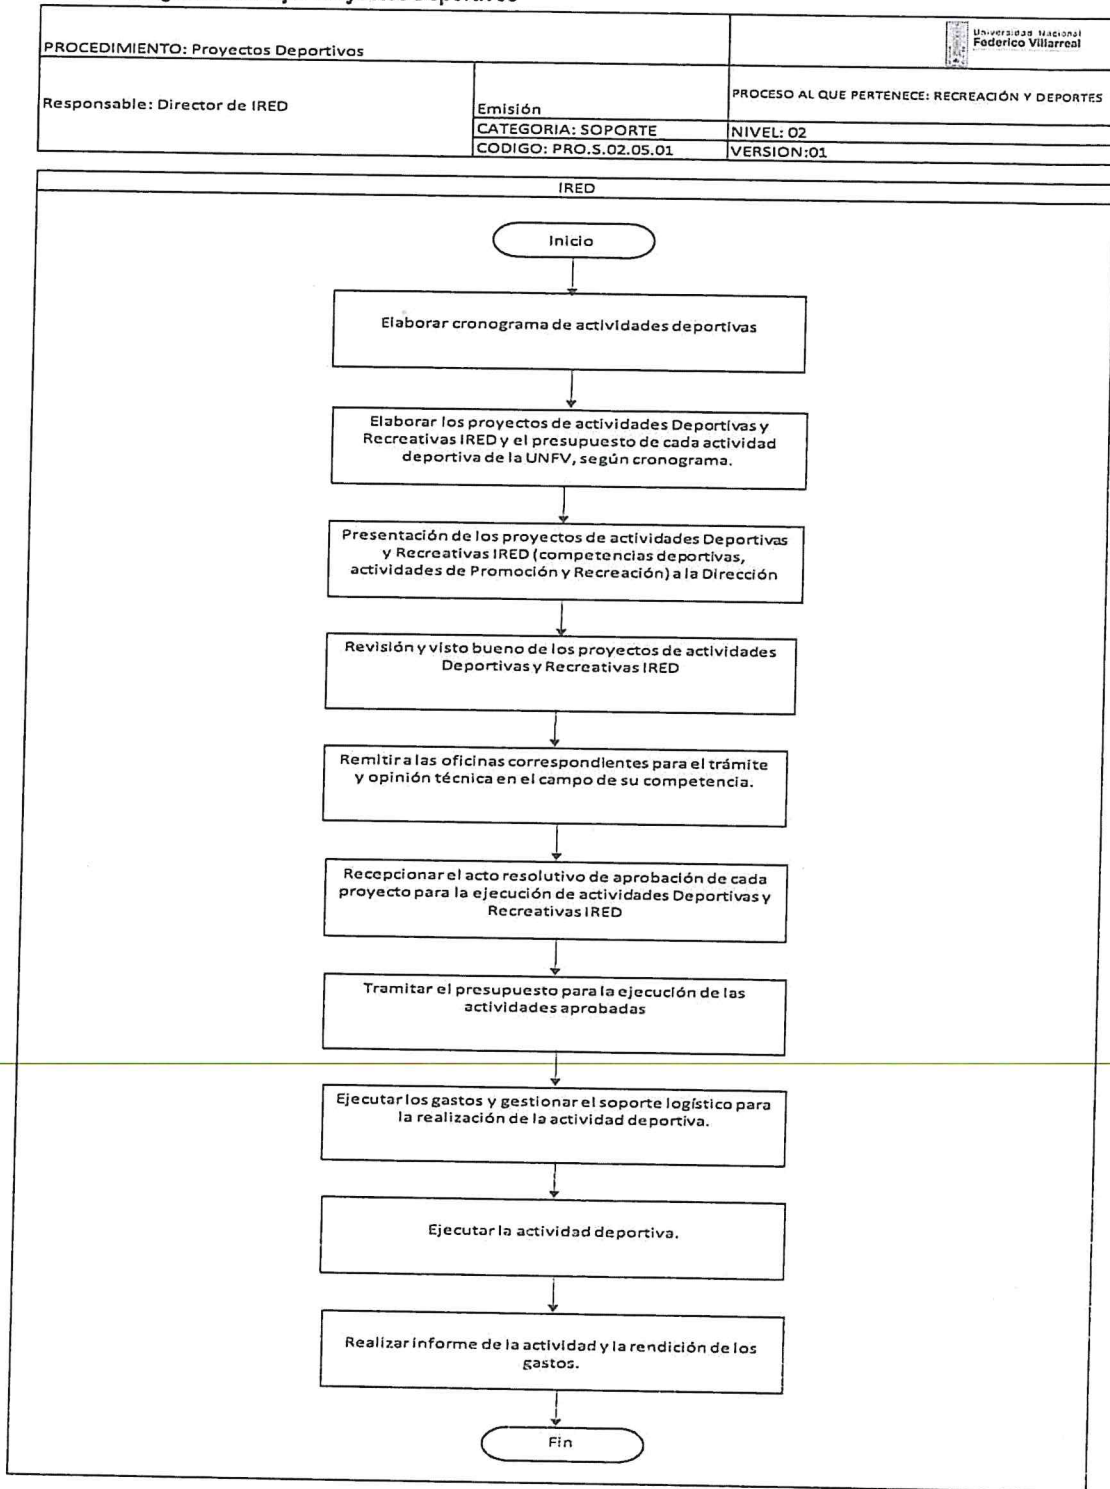 PROCEDIMIENTO: Proyectos Deportivos
Universidad Nacional
Federico Villarreal
Responsable: Director de IRED
Emisión
PROCESO AL QUE PERTENECE: RECREACIÓN Y DEPORTES
CATEGORIA: SOPORTE
NIVEL: 02
CODIGO: PRO.S.02.05.01
VERSION:01
IRED
Inicio
Elaborar cronograma de actividades deportivas
Elaborar los proyectos de actividades Deportivas y
Recreativas IRED y el presupuesto de cada actividad
deportiva de la UNFV, según cronograma.
Presentación de los proyectos de actividades Deportivas
y Recreativas IRED (competencias deportivas,
actividades de Promoción y Recreación) a la Dirección
Revisión y visto bueno de los proyectos de actividades
Deportivas y Recreativas IRED
Remitir a las oficinas correspondientes para el trámite
y opinión técnica en el campo de su competencia.
Recepcionar el acto resolutivo de aprobación de cada
proyecto para la ejecución de actividades Deportivas y
Recreativas IRED
Tramitar el presupuesto para la ejecución de las
actividades aprobadas
Ejecutar los gastos y gestionar el soporte logístico para
la realización de la actividad deportiva.
Ejecutar la actividad deportiva.
Realizar informe de la actividad y la rendición de los
gastos.
Fin